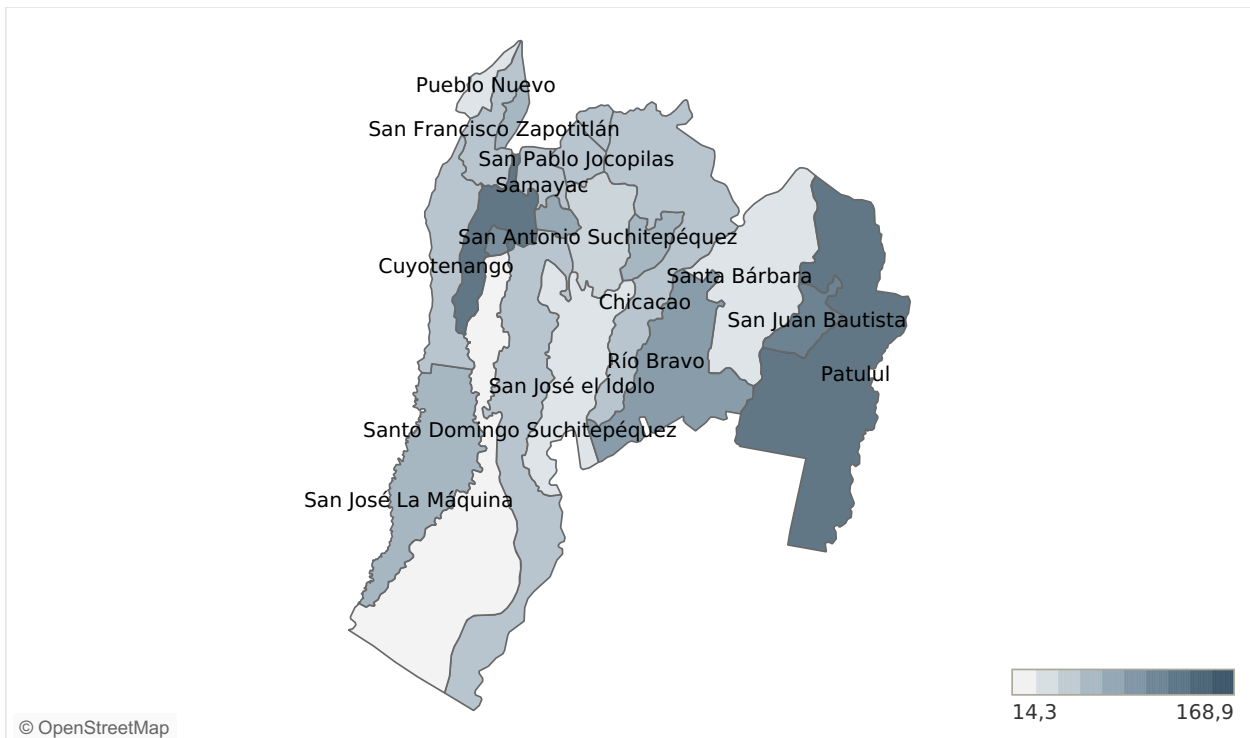 Pueblo Nuevo
San Francisco Zapotitlán
San Pablo Jocopilas
Samayac
San Antonio Suchitepéquez
Cuyotenango
Santa Bárbara
Chicacao
San Juan Bautista
Río Bravo
Patulul
San José el Ídolo
Santo Domingo Suchitepéquez
San José La Máquina
14,3
168,9
© OpenStreetMap